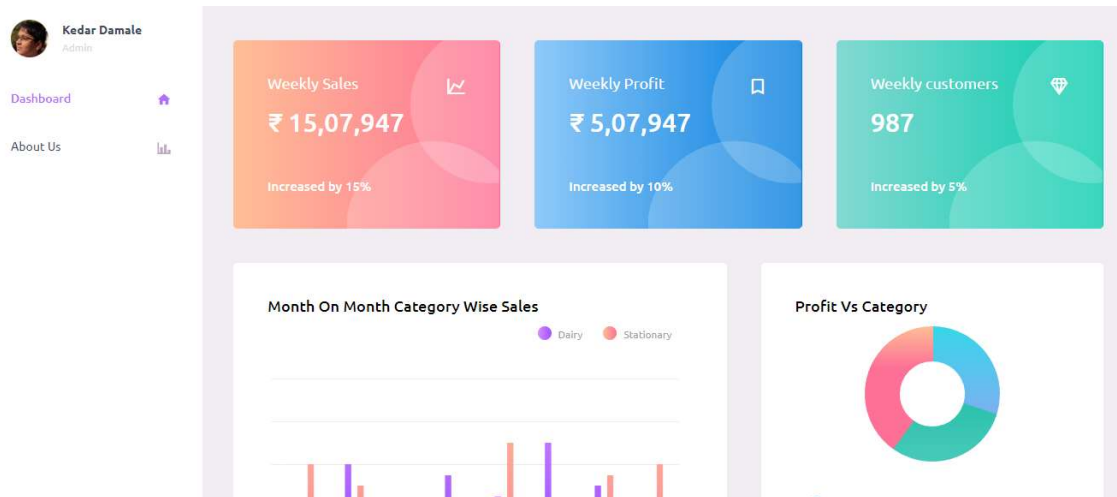 Kedar Damale
Admin
Dashboard
About Us
Weekly Sales
₹ 15,07,947
Increased by 15%
Weekly Profit
₹ 5,07,947
Increased by 10%
Weekly customers
987
Increased by 5%
Month On Month Category Wise Sales
Dairy
Stationary
Profit Vs Category